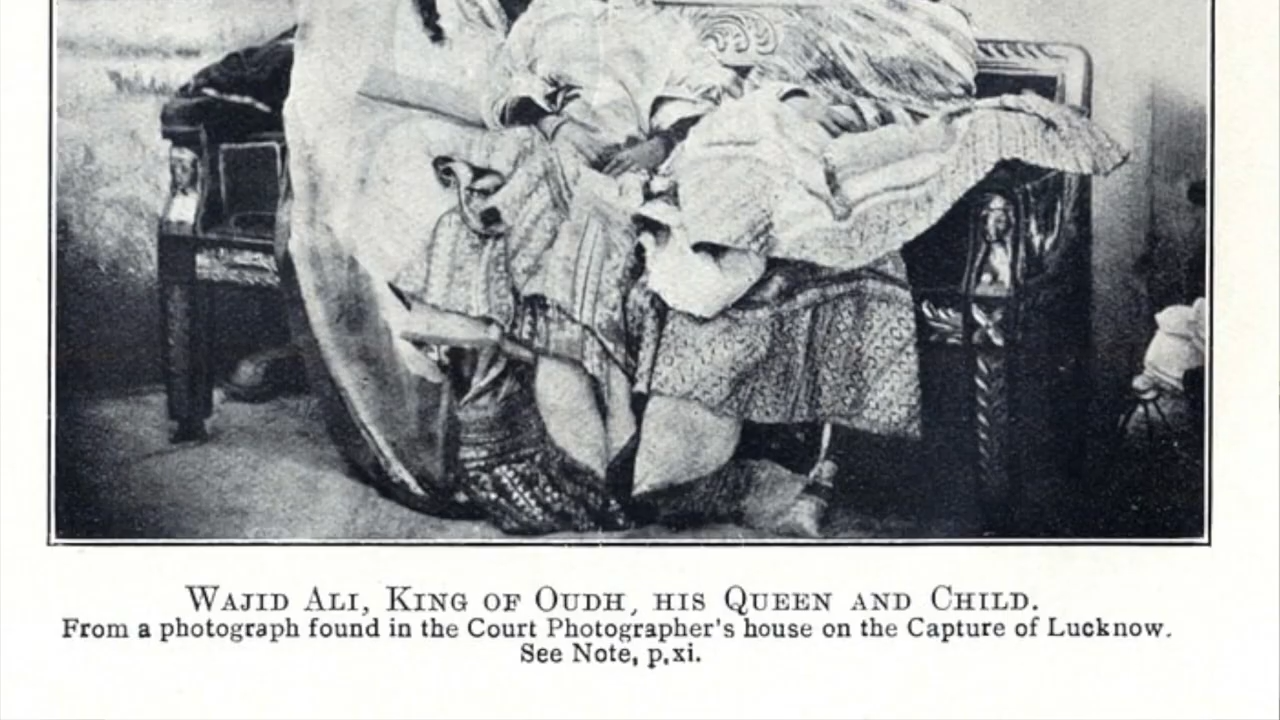 WAJID ALI, KING OF OUDH, HIS QUEEN AND CHILD.
From a photograph found in the Court Photographer's house on the Capture of Lucknow.
See Note, p.xi.